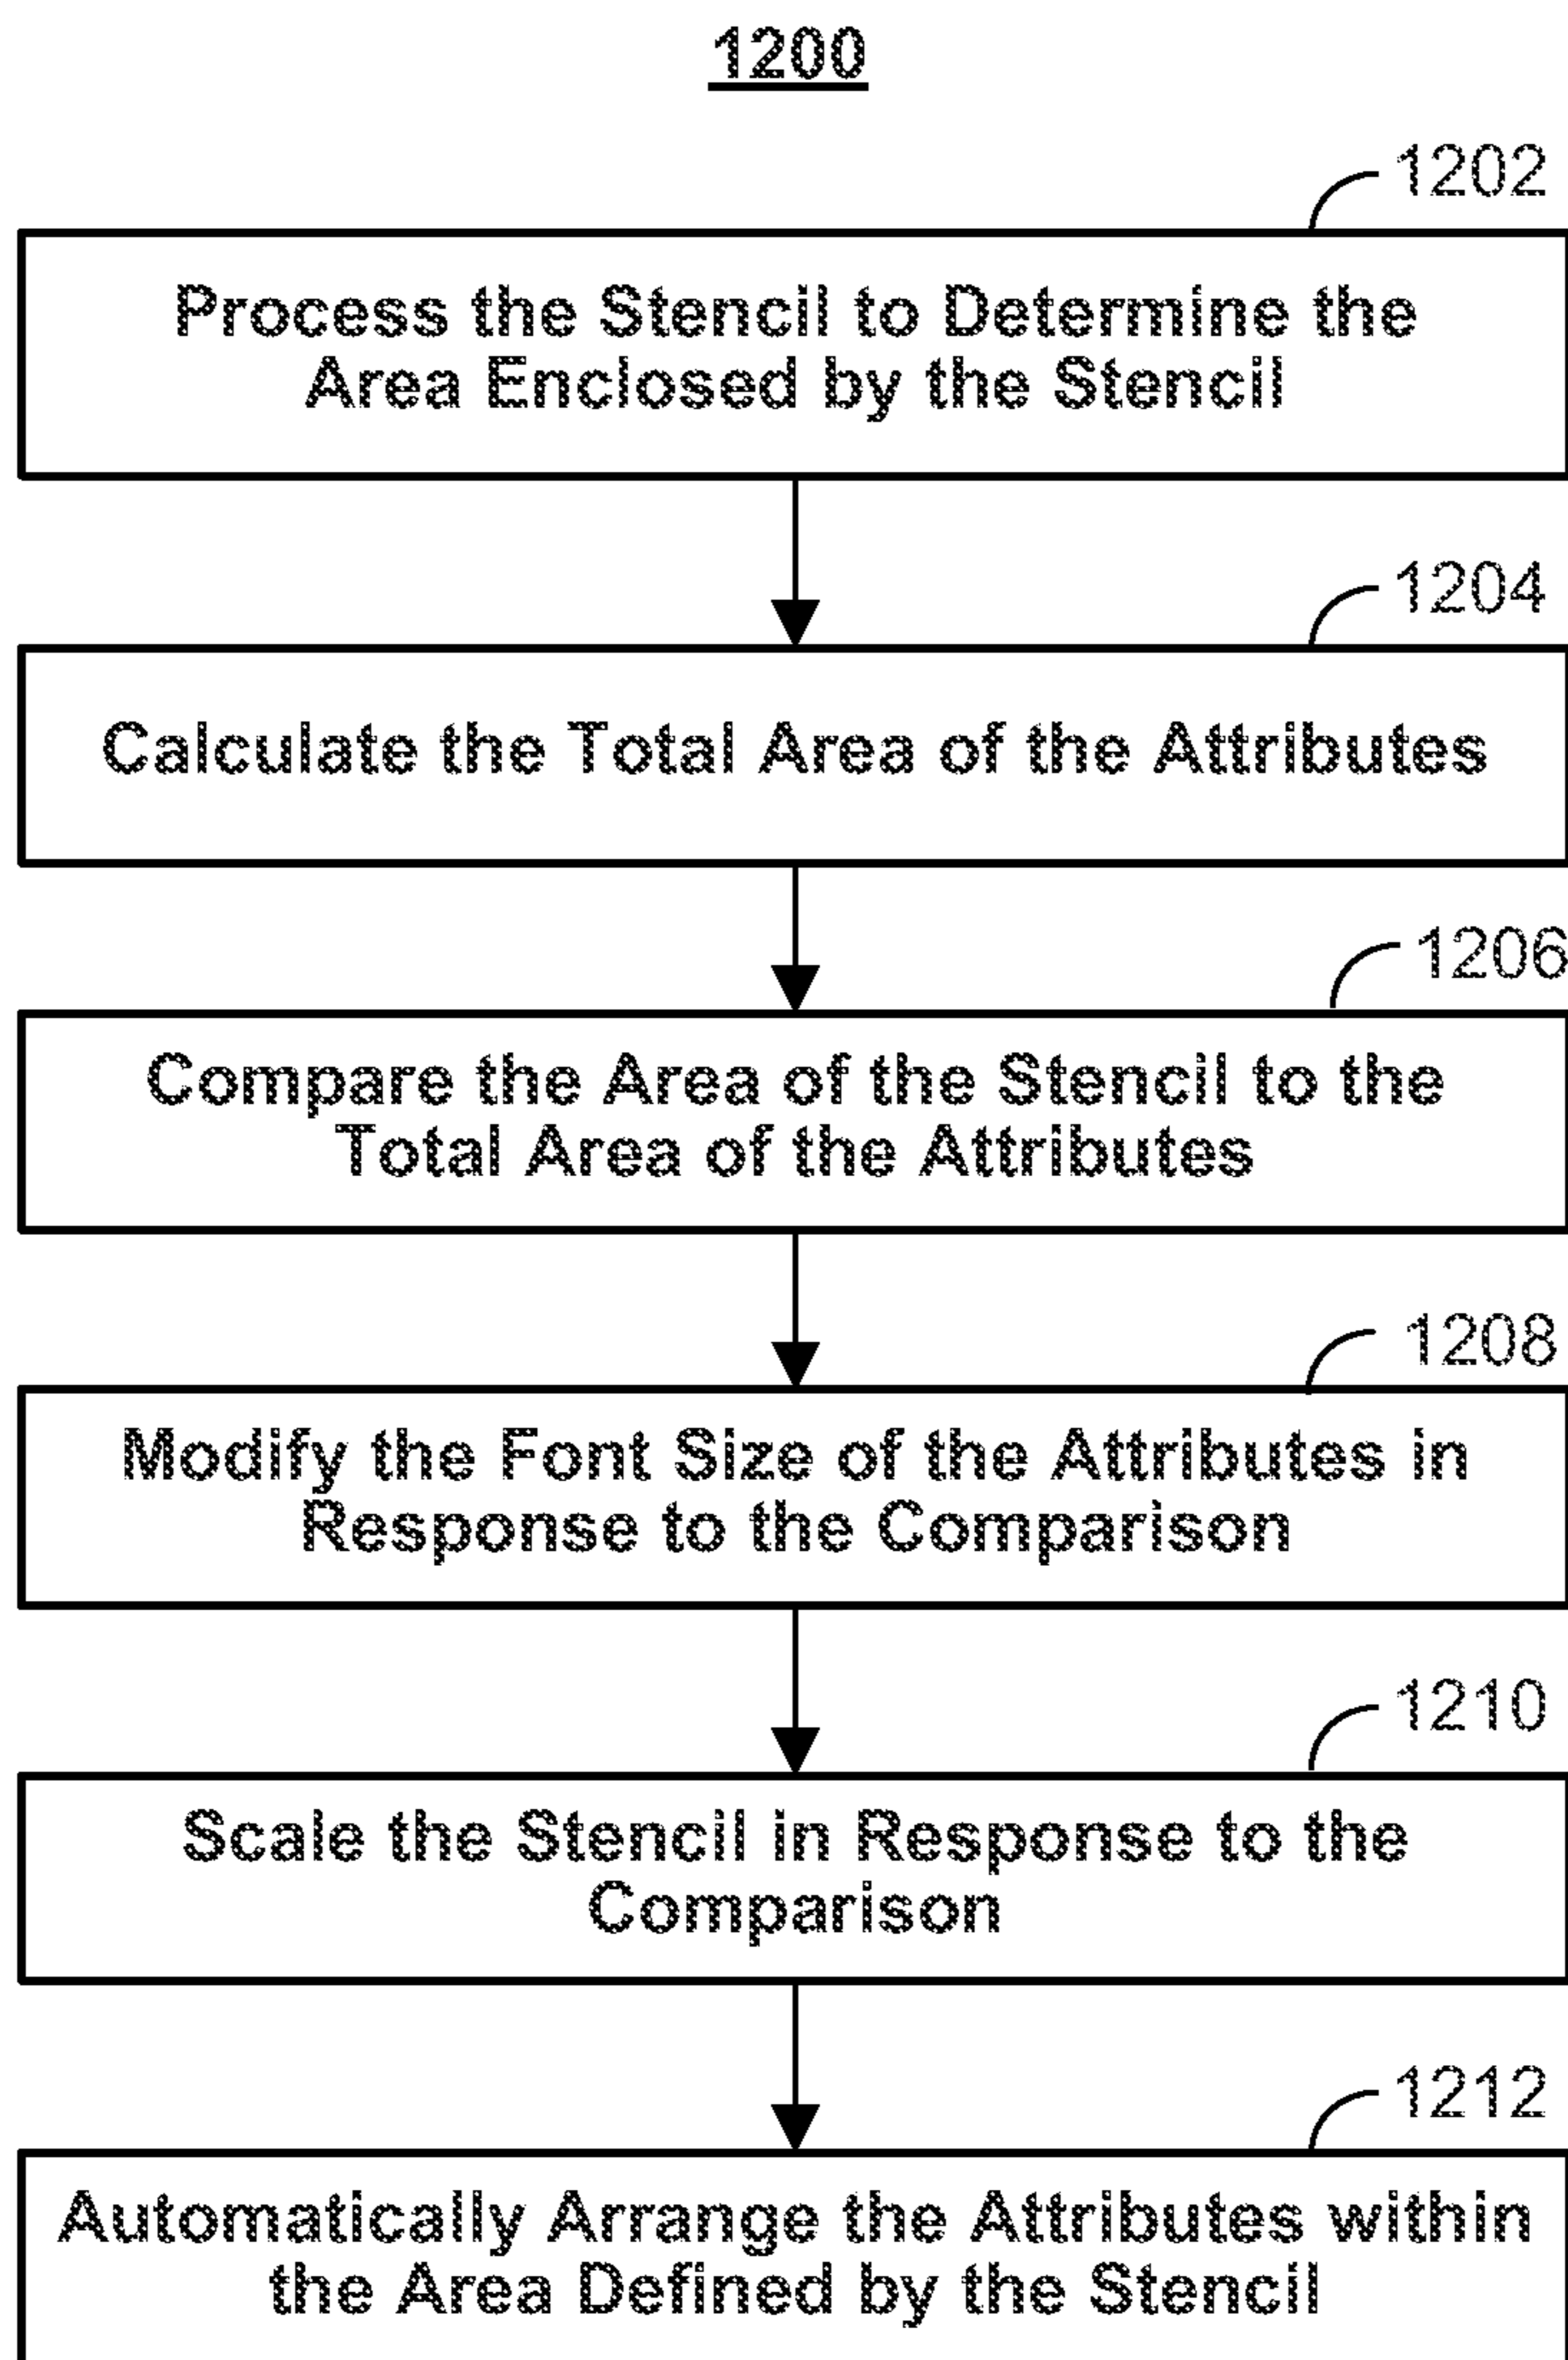 1200
1202
Process the Stencil to Determine the
Area Enclosed by the Stencil
1204
Calculate the Total Area of the Attributes
1206
Compare the Area of the Stencil to the
Total Area of the Attributes
1208
Modify the Font Size of the Attributes in
Response to the Comparison
1210
Scale the Stencil in Response to the
Comparison
1212
Automatically Arrange the Attributes within
the Area Defined by the Stencil